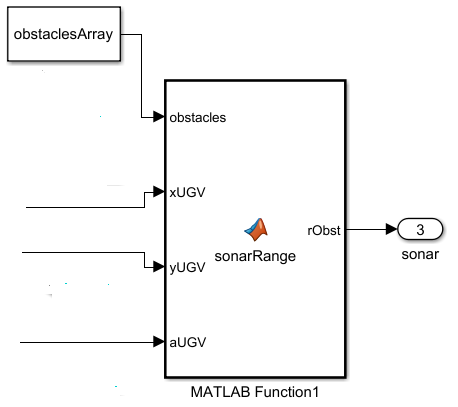 obstaclesArray
obstacles
xUGV
rObst
3
sonarRange
sonar
yUGV
aUGV
MATLAB Function1